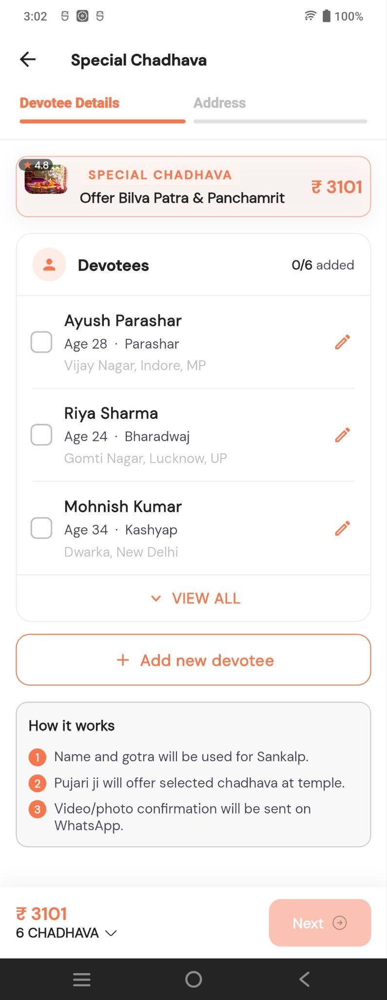 3:02
100%
Special Chadhava
Devotee Details
Address
4.8
SPECIAL CHADHAVA
Offer Bilva Patra & Panchamrit
₹ 3101
Devotees
0/6 added
Ayush Parashar
Age 28 · Parashar
Vijay Nagar, Indore, MP
Riya Sharma
Age 24 · Bharadwaj
Gomti Nagar, Lucknow, UP
Mohnish Kumar
Age 34 · Kashyap
Dwarka, New Delhi
VIEW ALL
+ Add new devotee
How it works
1 Name and gotra will be used for Sankalp.
2 Pujari ji will offer selected chadhava at temple.
3 Video/photo confirmation will be sent on
WhatsApp.
₹ 3101
6 CHADHAVA
Next